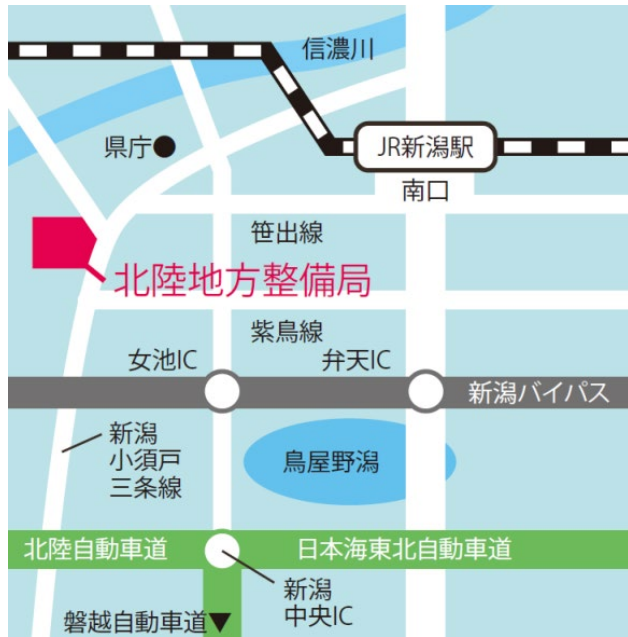 信濃川
県庁●
JR新潟駅
南口
笹出線
北陸地方整備局
紫鳥線
女池IC
弁天IC
新潟バイパス
新潟
小須戸
三条線
鳥屋野潟
北陸自動車道
日本海東北自動車道
新潟
中央IC
磐越自動車道▼